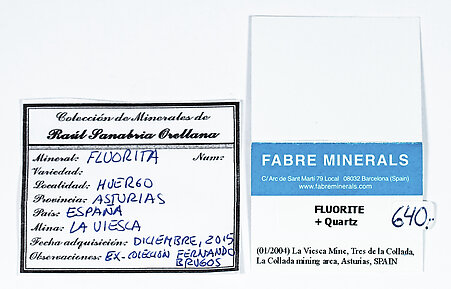 Colección de Minerales de
Raúl Sanabria Orellana
Mineral: FLUORITA Num:
Variedad:
Localidad: HUERGO
Provincia: ASTURIAS
País: ESPAÑA
Mina: LA VIESCA
Fecha adquisición: DICIEMBRE, 2015
Observaciones: EX-COLECCION FERNANDO
BRUGOS
FABRE MINERALS
C/ Arc de Sant Martí 79 Local 08032 Barcelona (Spain)
www.fabreminerals.com
FLUORITE
+ Quartz
640.-
(01/2004) La Viesca Mine, Tres de la Collada,
La Collada mining area, Asturias, SPAIN